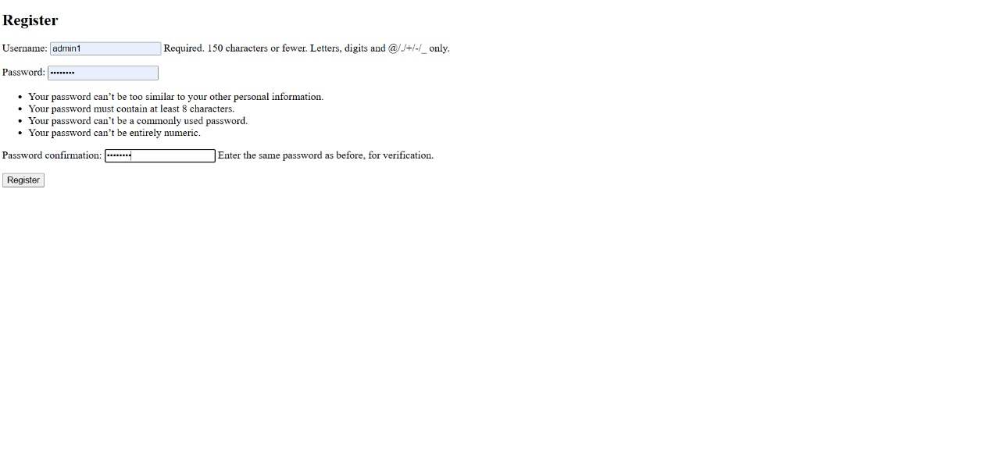 Register
Username: admin1 Required. 150 characters or fewer. Letters, digits and @/./+/-/_ only.
Password: ••••••••
• Your password can’t be too similar to your other personal information.
• Your password must contain at least 8 characters.
• Your password can’t be a commonly used password.
• Your password can’t be entirely numeric.
Password confirmation: •••••••• Enter the same password as before, for verification.
Register